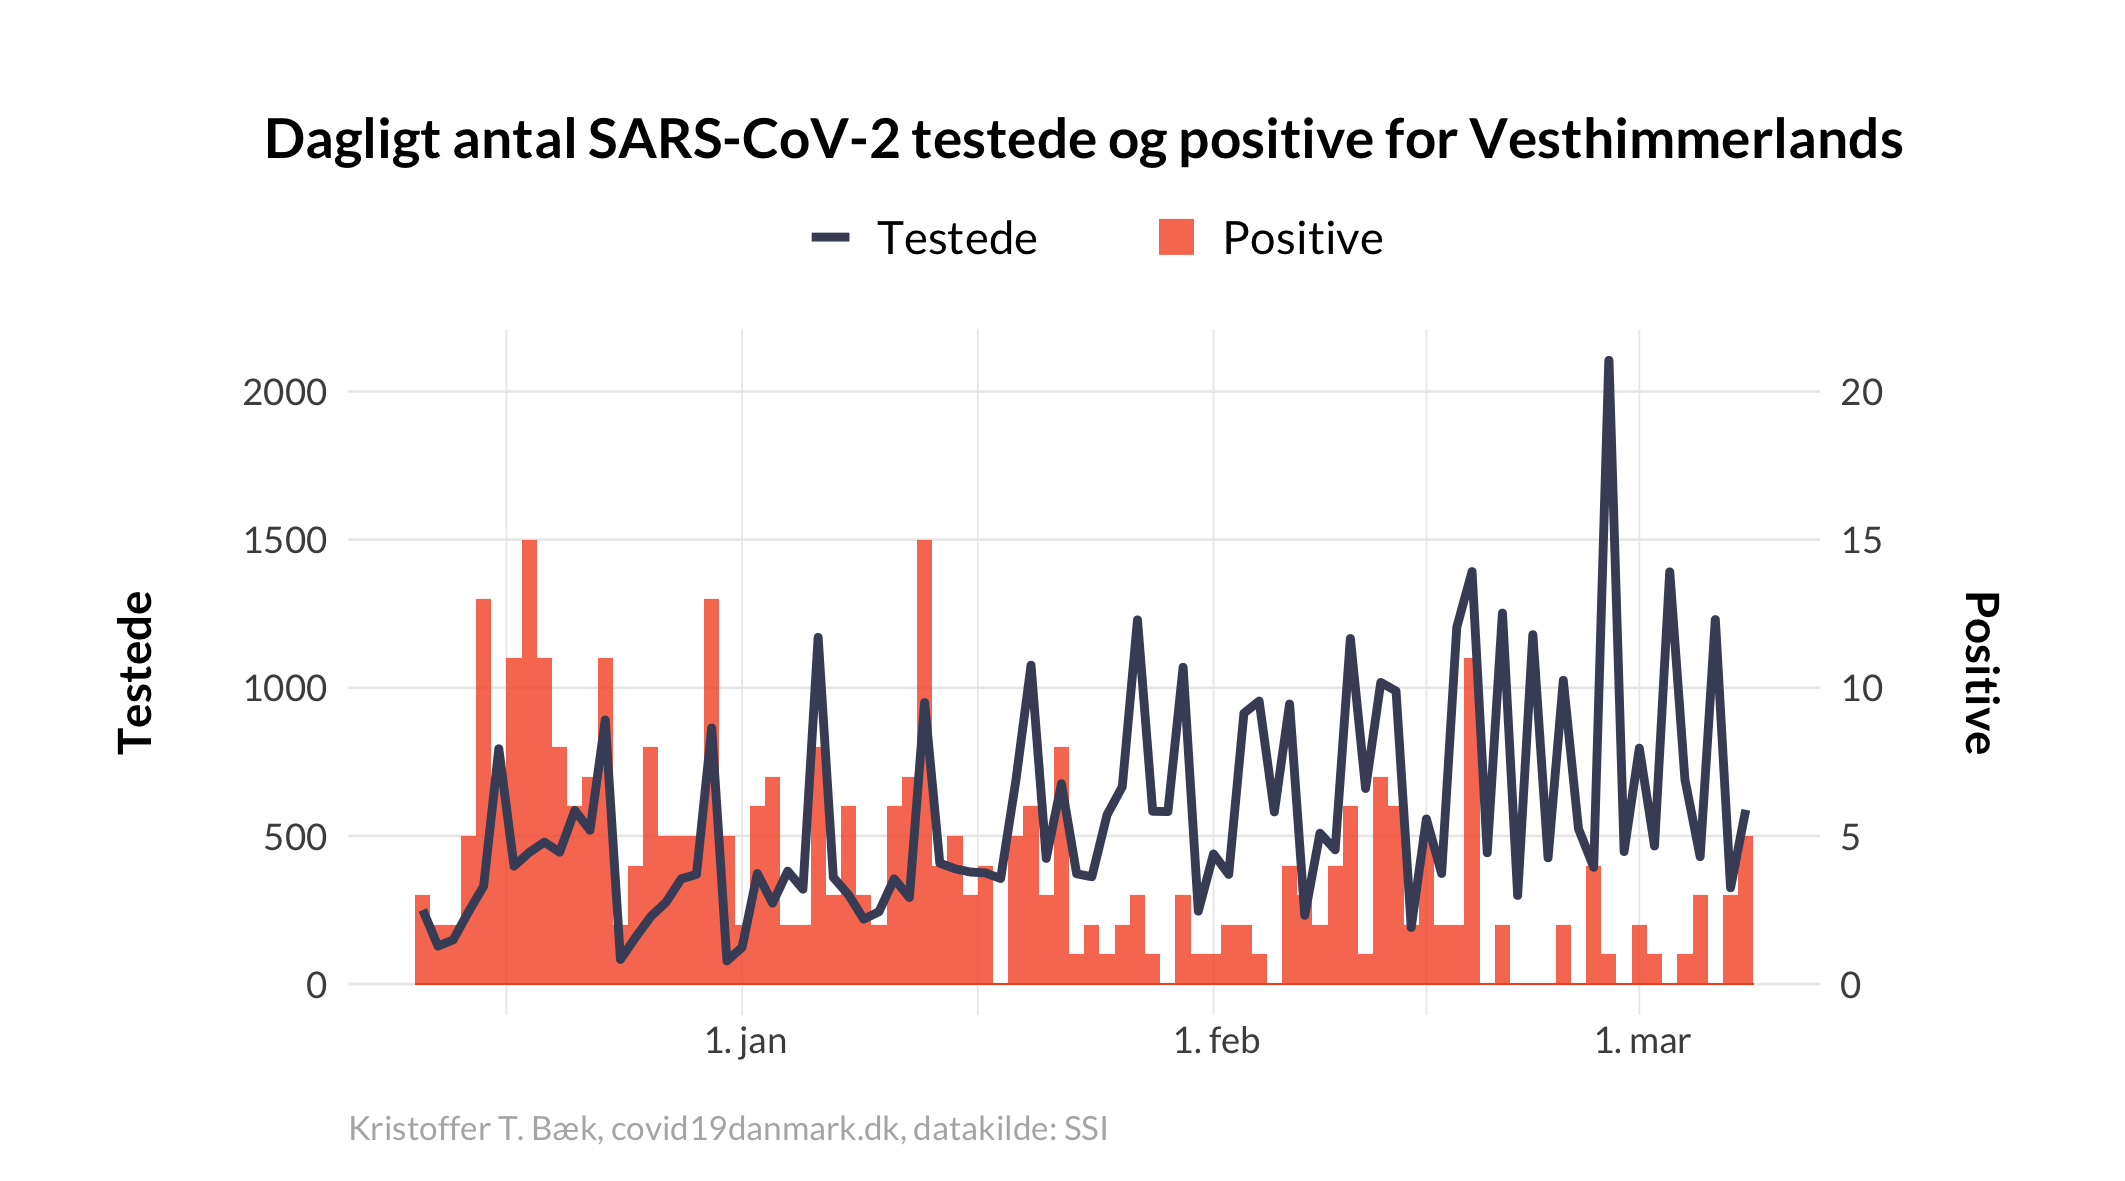 Dagligt antal SARS-CoV-2 testede og positive for Vesthimmerlands
Testede
Positive
2000
1500
1000
500
0
20
15
10
5
0
Testede
Positive
1. jan
1. feb
1. mar
Kristoffer T. Bæk, covid19danmark.dk, datakilde: SSI